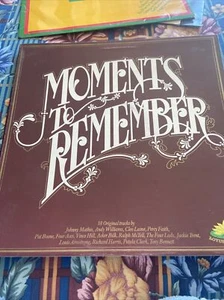 MOMENTS
TO
REMEMBER
18 Original tracks by
Johnny Mathis, Andy Williams, Cleo Laine, Percy Faith,
Pat Boone, Four Aces, Vince Hill, Acker Bilk, Ralph McTell, The Four Lads, Jackie Trent,
Louis Armstrong, Richard Harris, Petula Clark, Tony Bennett